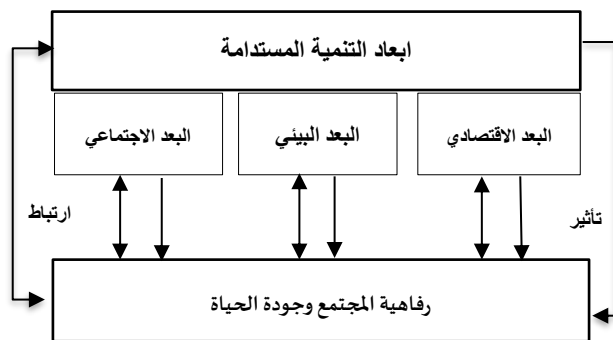 ابعاد التنمية المستدامة
البعد الاقتصادي
البعد البيئي
البعد الاجتماعي
تأثير
ارتباط
رفاهية المجتمع وجودة الحياة